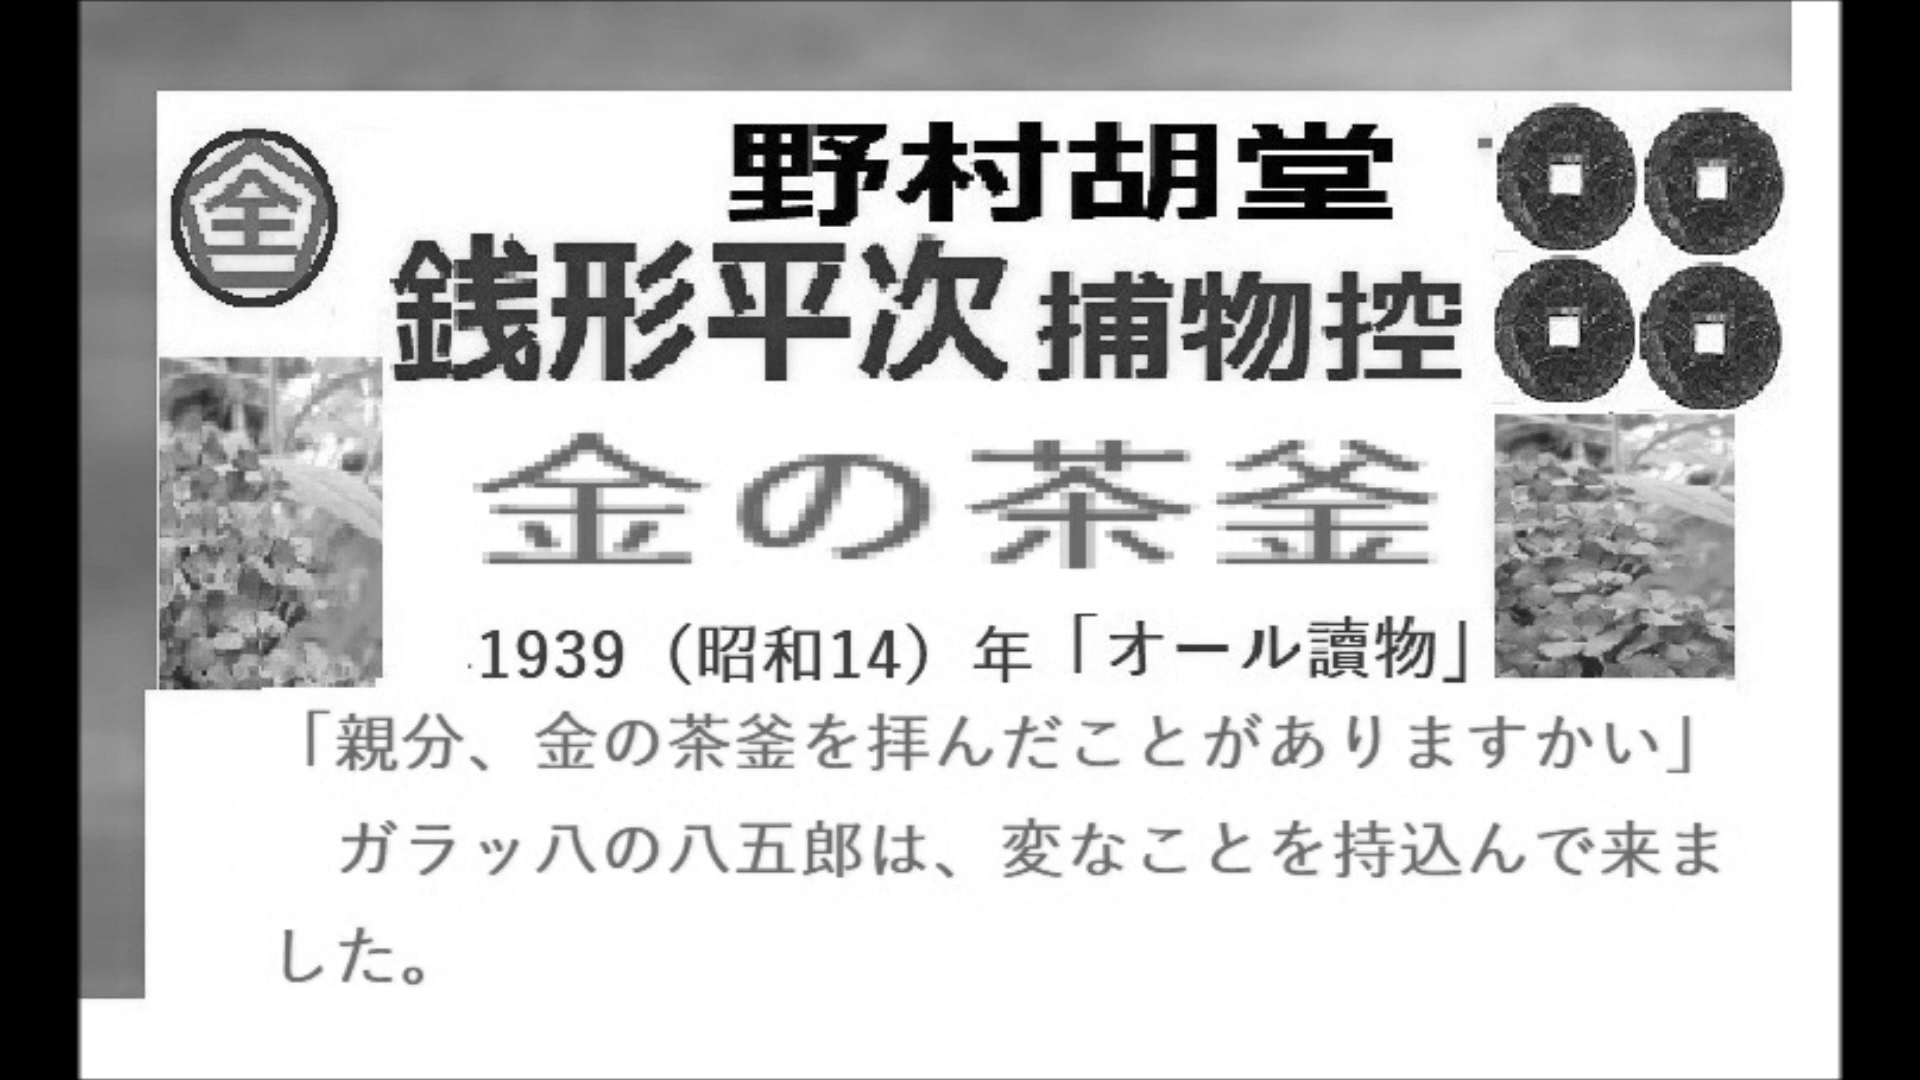 野村胡堂
銭形平次 捕物控
金の茶釜
1939（昭和14）年「オール讀物」
「親分、金の茶釜を拝んだことがありますかい」
ガラッ八の八五郎は、変なことを持込んで来ま
した。